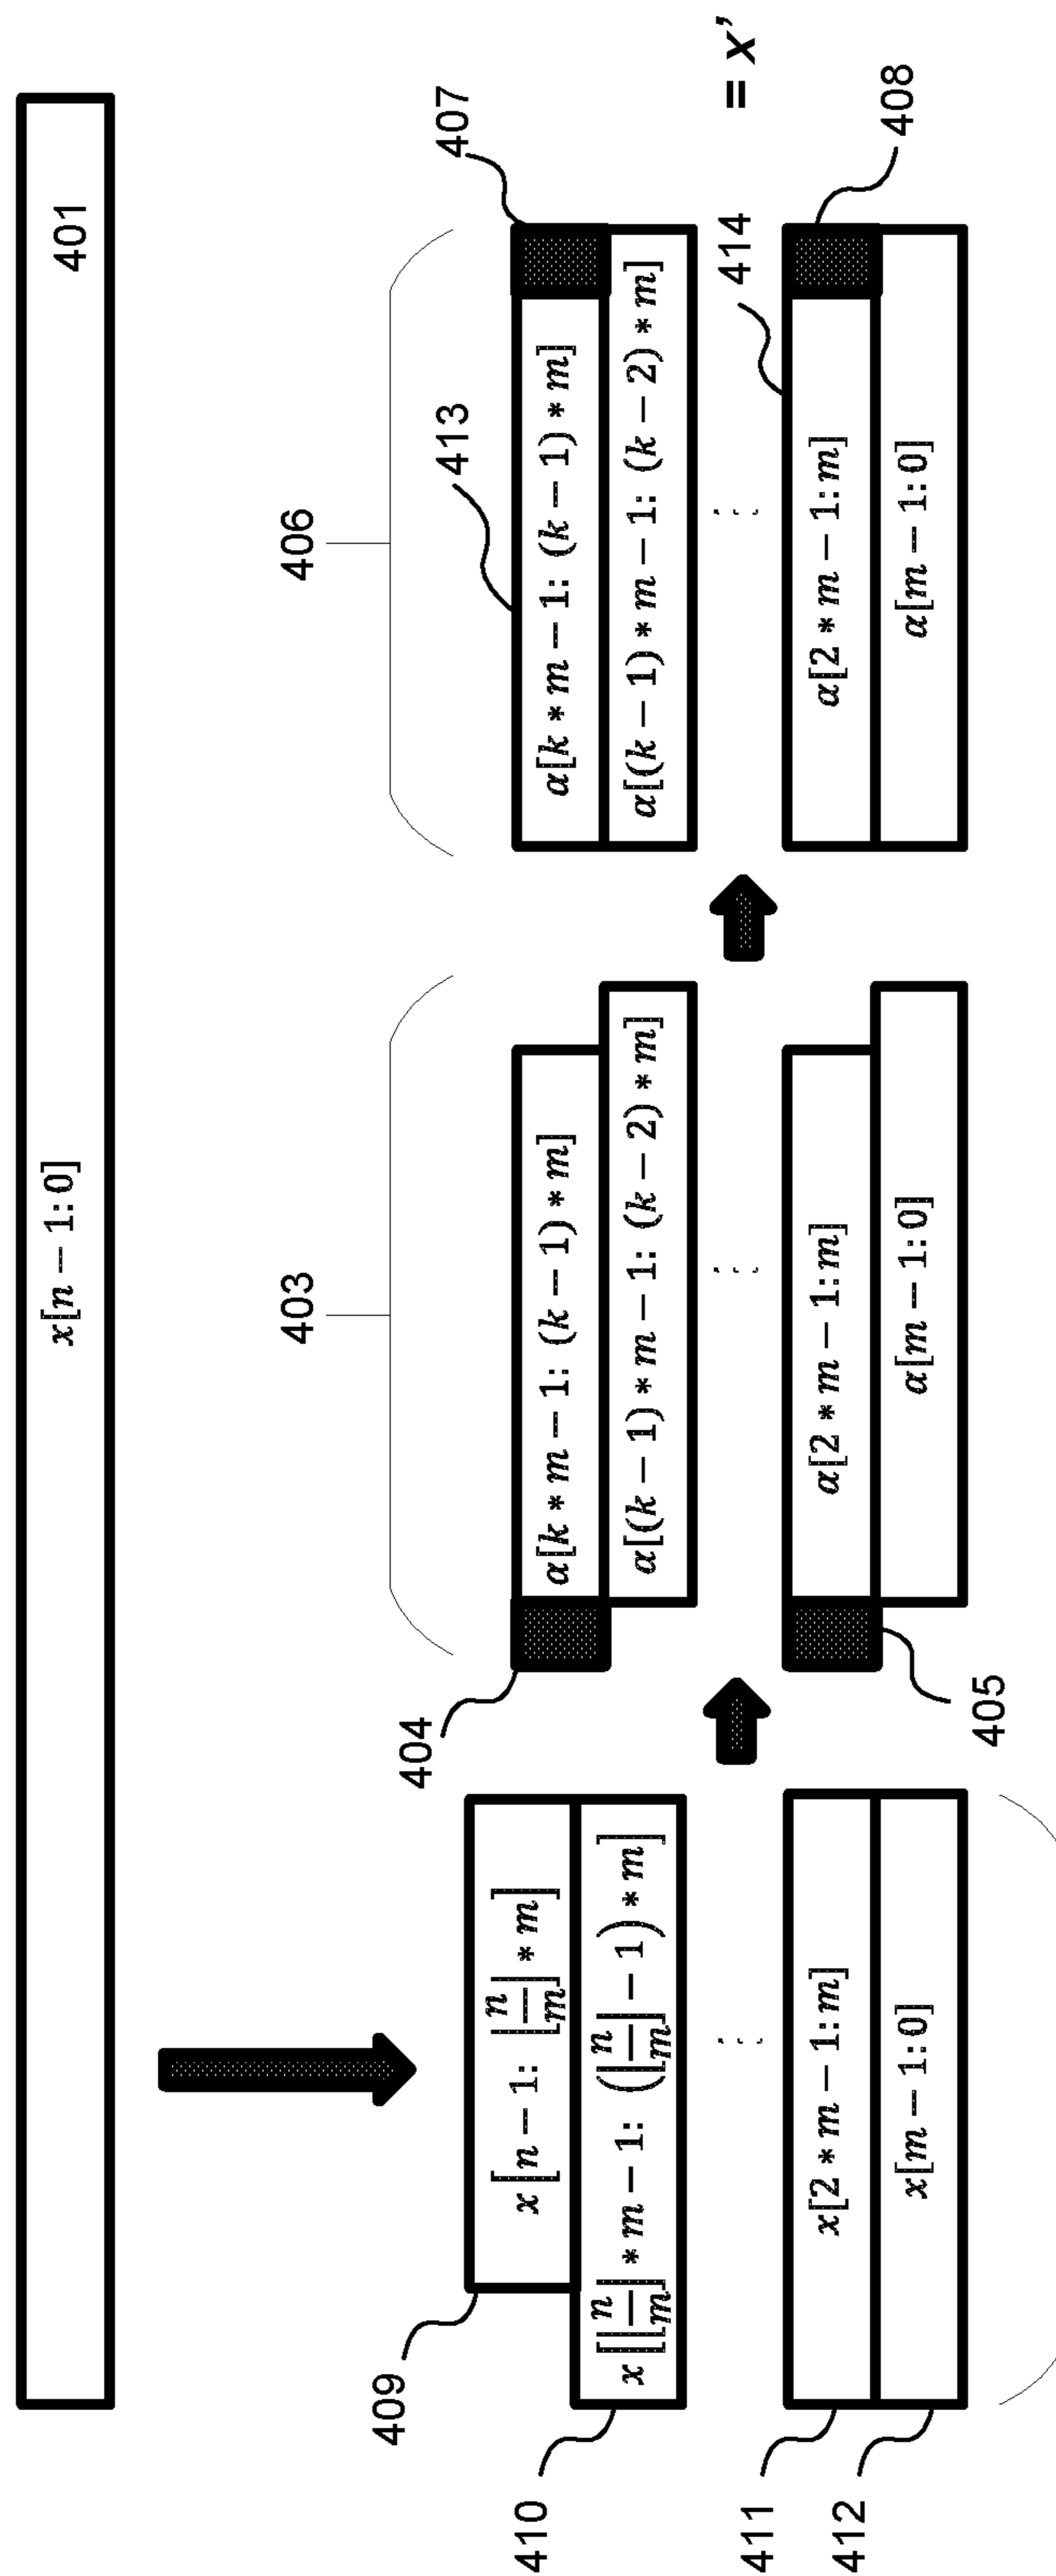 x[n − 1: 0]
401
409
x[n − 1: ⌊n/m⌋ ∗ m]
410
x[⌊n/m⌋ ∗ m − 1: (⌊n/m⌋ − 1) ∗ m]
411
x[2 ∗ m − 1: m]
412
x[m − 1: 0]
403
404
α[k ∗ m − 1: (k − 1) ∗ m]
α[(k − 1) ∗ m − 1: (k − 2) ∗ m]
α[2 ∗ m − 1: m]
α[m − 1: 0]
405
406
413
407
α[k ∗ m − 1: (k − 1) ∗ m]
α[(k − 1) ∗ m − 1: (k − 2) ∗ m]
= x’
414
α[2 ∗ m − 1: m]
α[m − 1: 0]
408